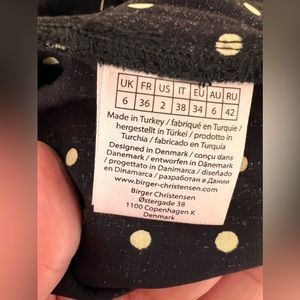 UK FR US IT EU AU RU
6 36 2 38 34 6 42
Made in Turkey / fabriqué en Turquie /
hergestellt in Türkei / prodotto in
Turchia / fabricado en Turquía
Designed in Denmark / conçu dans
Danemark / entworfen in Dänemark
/ progettato in Danimarca / diseñado
en Dinamarca / разработан в Дании
www.birger-christensen.com
Birger Christensen
Østergade 38
1100 Copenhagen K
Denmark